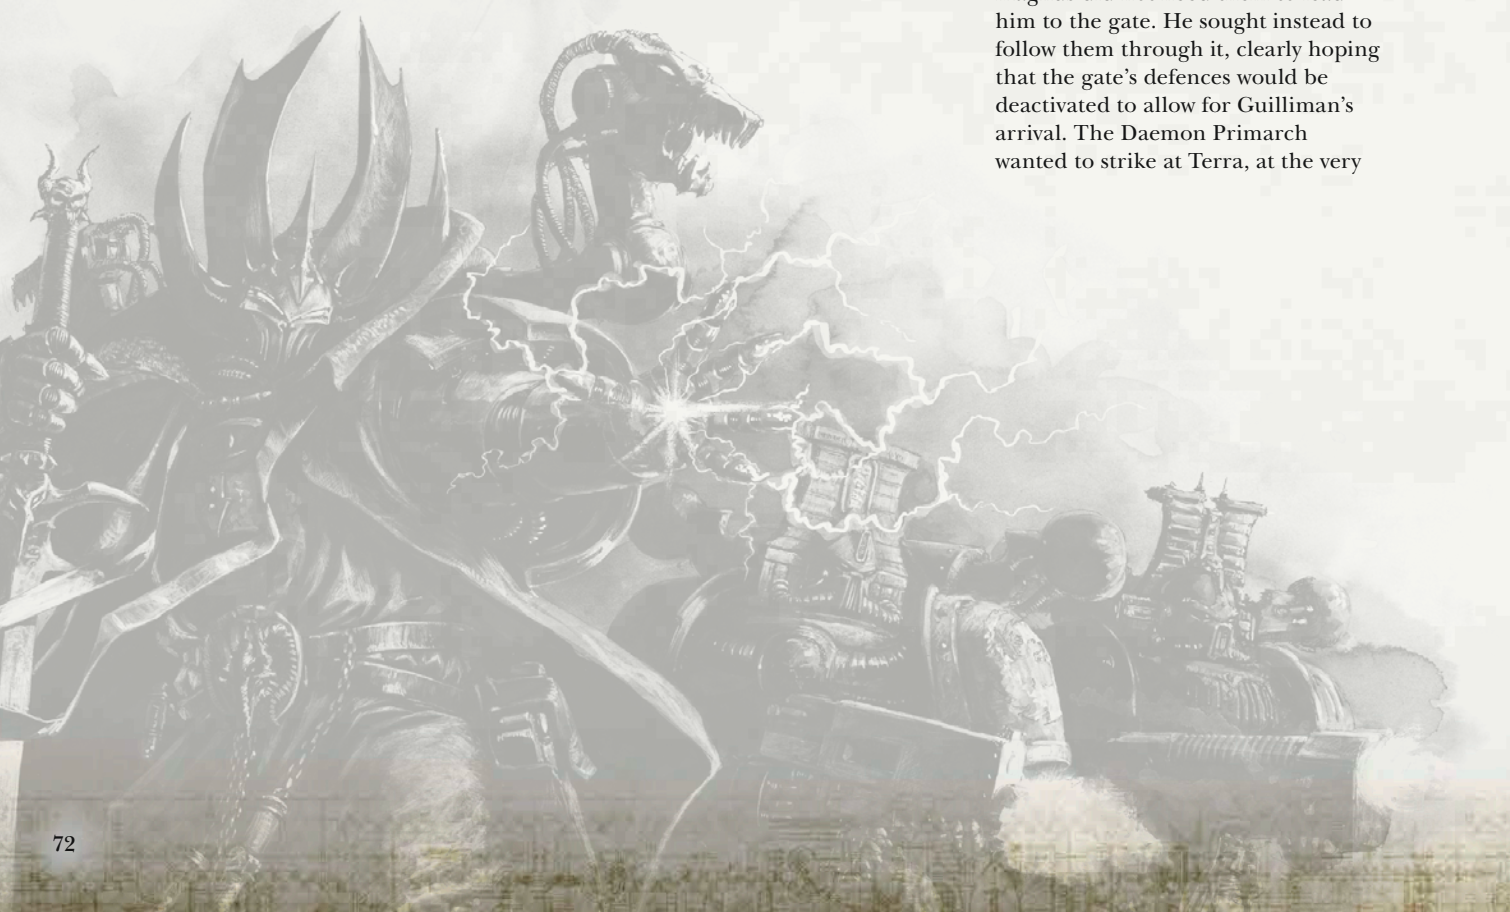 him to the gate. He sought instead to
follow them through it, clearly hoping
that the gate’s defences would be
deactivated to allow for Guilliman’s
arrival. The Daemon Primarch
wanted to strike at Terra, at the very
72